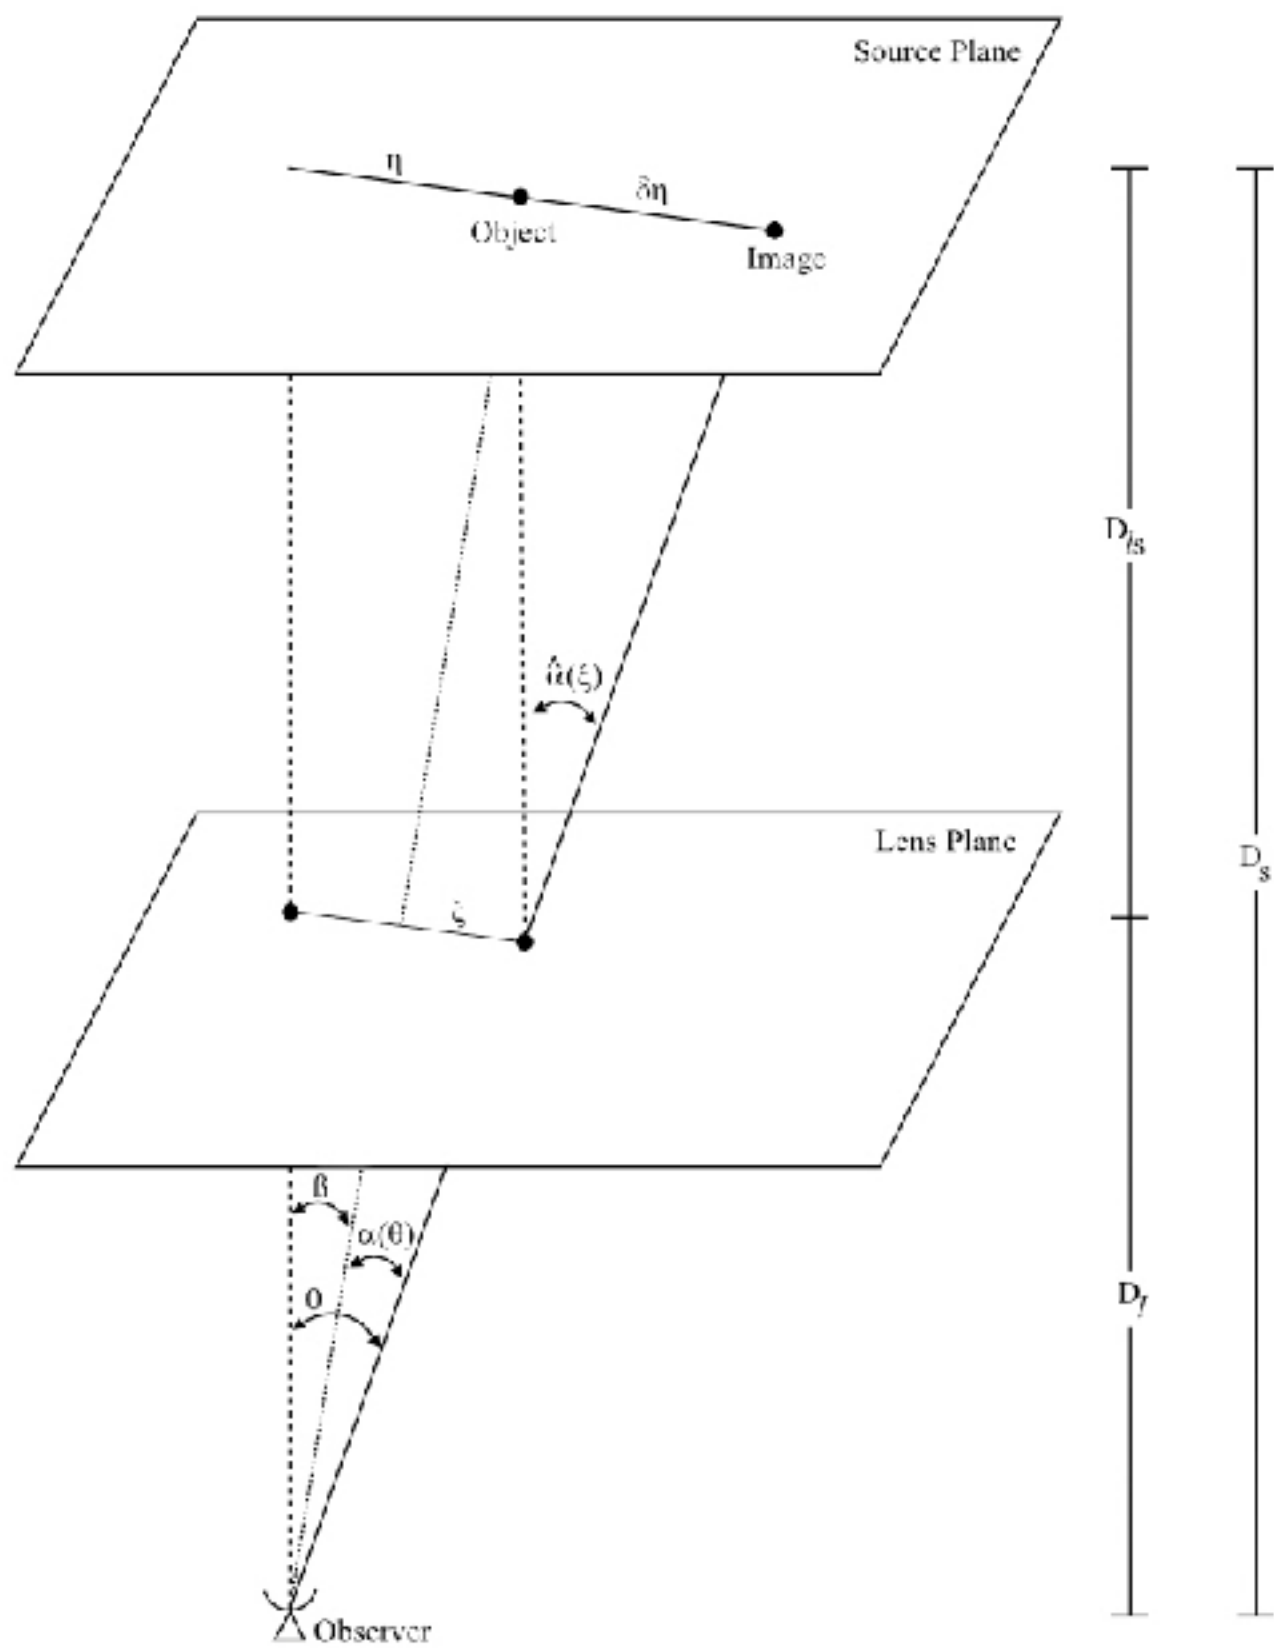 Source Plane
η
δη
Object
Image
D_ls
α̂(ξ)
Lens Plane
ξ
D_s
β
α(θ)
θ
D_l
Observer